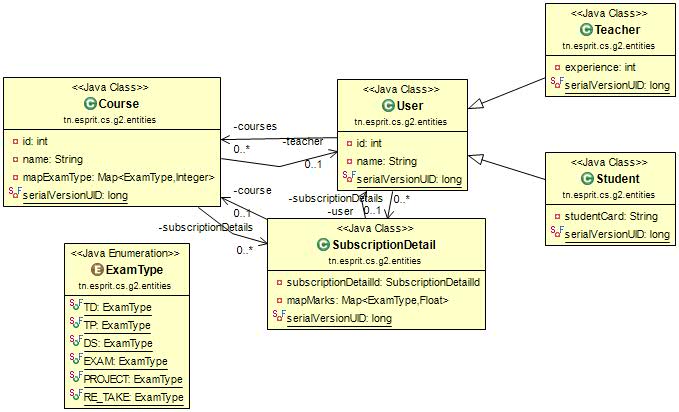 <<Java Class>>
Teacher
tn.esprit.cs.g2.entities
experience: int
serialVersionUID: long
<<Java Class>>
Course
tn.esprit.cs.g2.entities
id: int
name: String
mapExamType: Map<ExamType,Integer>
serialVersionUID: long
<<Java Class>>
User
tn.esprit.cs.g2.entities
id: int
name: String
serialVersionUID: long
-courses
0..*
-teacher
0..1
<<Java Class>>
Student
tn.esprit.cs.g2.entities
studentCard: String
serialVersionUID: long
-course
0..1
-subscriptionDetails
0..*
-subscriptionDetails
0..*
-user
0..1
<<Java Class>>
SubscriptionDetail
tn.esprit.cs.g2.entities
subscriptionDetailId: SubscriptionDetailId
mapMarks: Map<ExamType,Float>
serialVersionUID: long
<<Java Enumeration>>
ExamType
tn.esprit.cs.g2.entities
TD: ExamType
TP: ExamType
DS: ExamType
EXAM: ExamType
PROJECT: ExamType
RE_TAKE: ExamType